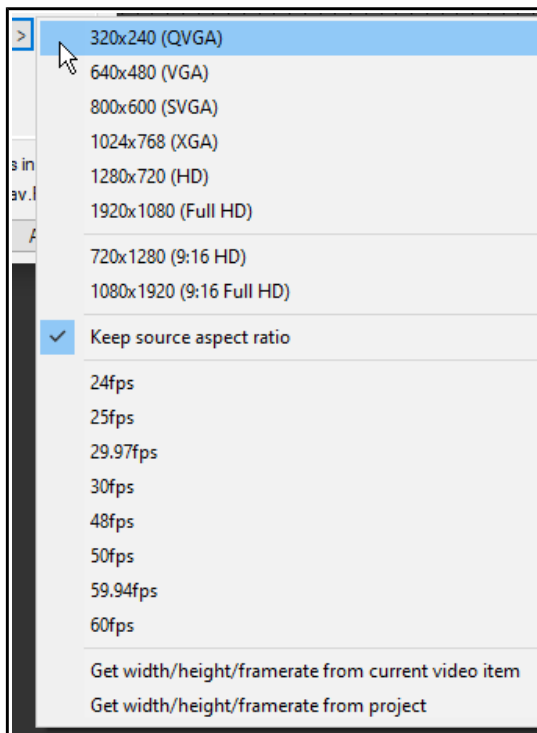 >
320x240 (QVGA)
640x480 (VGA)
800x600 (SVGA)
1024x768 (XGA)
1280x720 (HD)
s in
1920x1080 (Full HD)
720x1280 (9:16 HD)
1080x1920 (9:16 Full HD)
Keep source aspect ratio
24fps
25fps
29.97fps
30fps
48fps
50fps
59.94fps
60fps
Get width/height/framerate from current video item
Get width/height/framerate from project